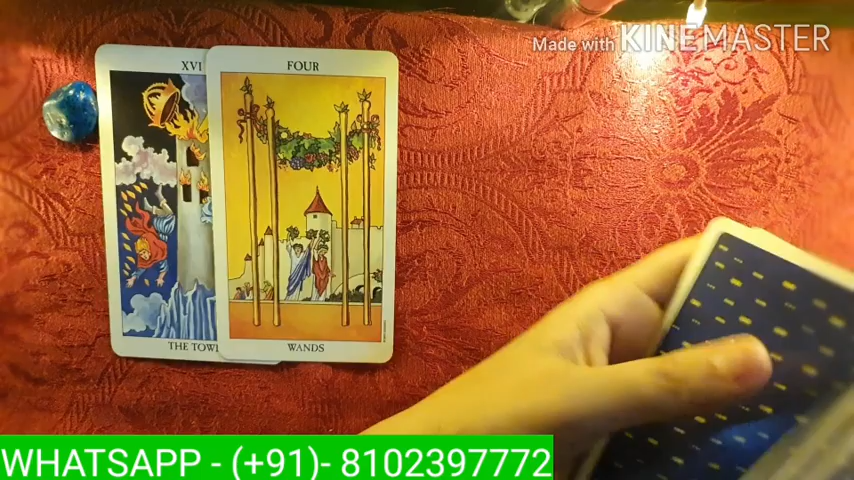 Made with KINEMASTER
XVI
FOUR
THE TOW
WANDS
WHATSAPP - (+91)- 8102397772